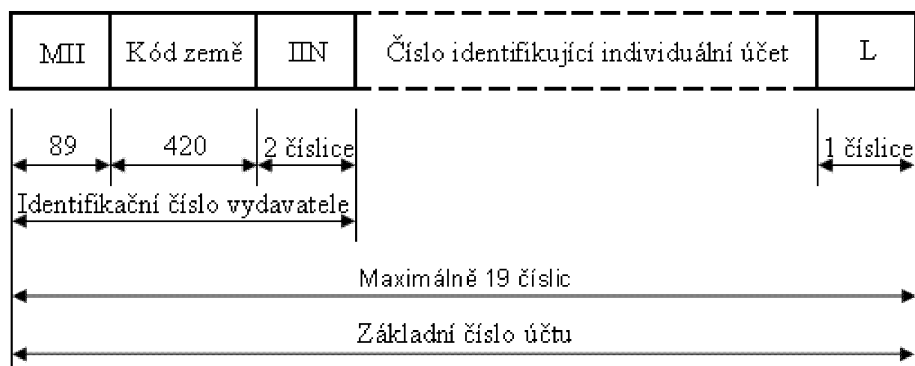 MII Kód země IIN Číslo identifikující individuální účet L
89 420 2 číslice 1 číslice
Identifikační číslo vydavatele
Maximálně 19 číslic
Základní číslo účtu